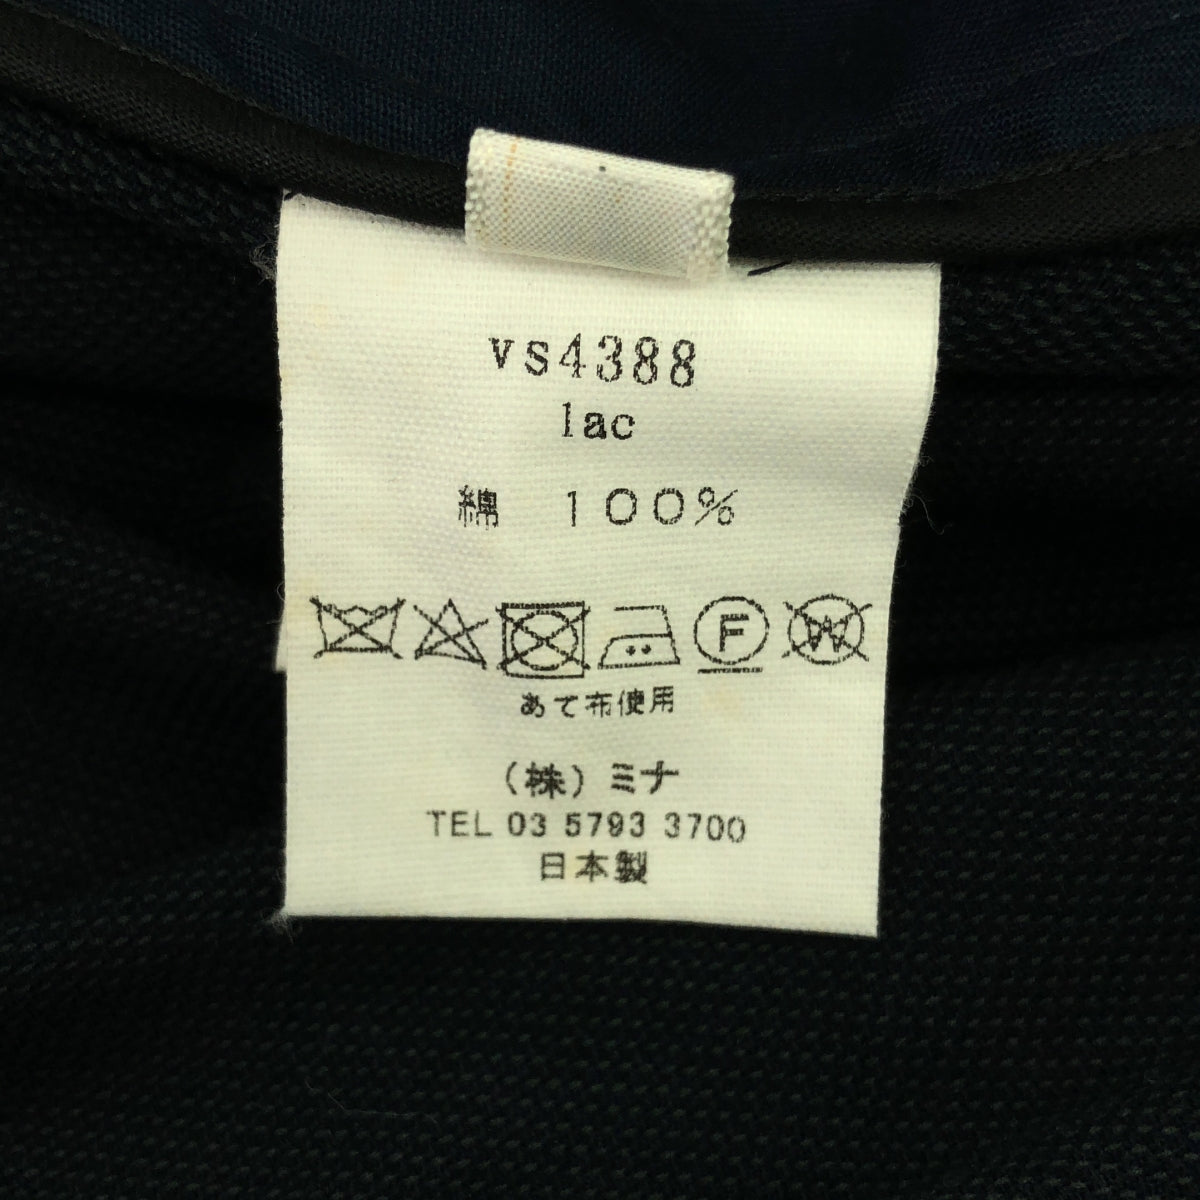 vs4388
lac
綿 100%
F W
あて布使用
（株）ミナ
TEL 03 5793 3700
日本製